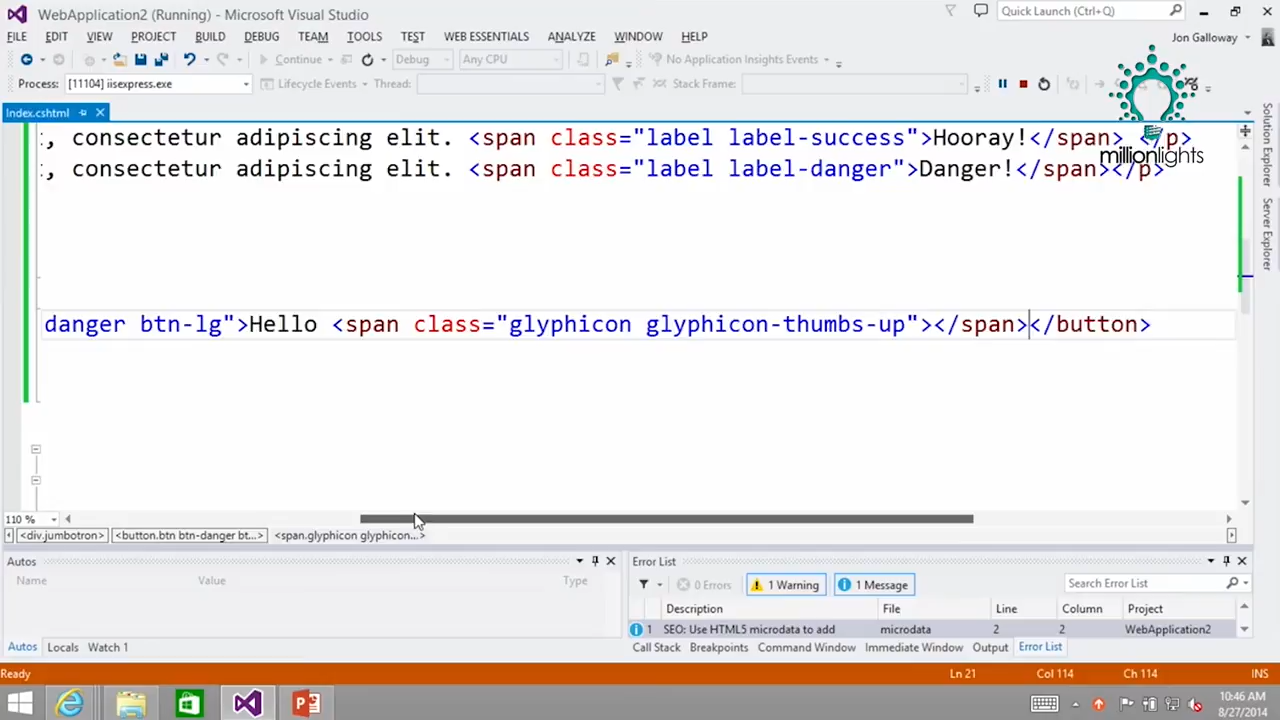 WebApplication2 (Running) - Microsoft Visual Studio
Quick Launch (Ctrl+Q)
FILE EDIT VIEW PROJECT BUILD DEBUG TEAM TOOLS TEST WEB ESSENTIALS ANALYZE WINDOW HELP
Jon Galloway
Continue Debug Any CPU No Application Insights Events
Process: [11104] iisexpress.exe Lifecycle Events Thread: Stack Frame:
Index.cshtml
, consectetur adipiscing elit. <span class="label label-success">Hooray!</span> </p>
, consectetur adipiscing elit. <span class="label label-danger">Danger!</span></p>
millionlights
Solution Explorer
Server Explorer
danger btn-lg">Hello <span class="glyphicon glyphicon-thumbs-up"></span></button>
110 %
<div.jumbotron> <button.btn btn-danger bt...> <span.glyphicon glyphicon...>
Autos
Name Value Type
Error List
0 Errors 1 Warning 1 Message Search Error List
Description File Line Column Project
1 SEO: Use HTML5 microdata to add microdata 2 2 WebApplication2
Autos Locals Watch 1
Call Stack Breakpoints Command Window Immediate Window Output Error List
Ready Ln 21 Col 114 Ch 114 INS
10:46 AM
8/27/2014